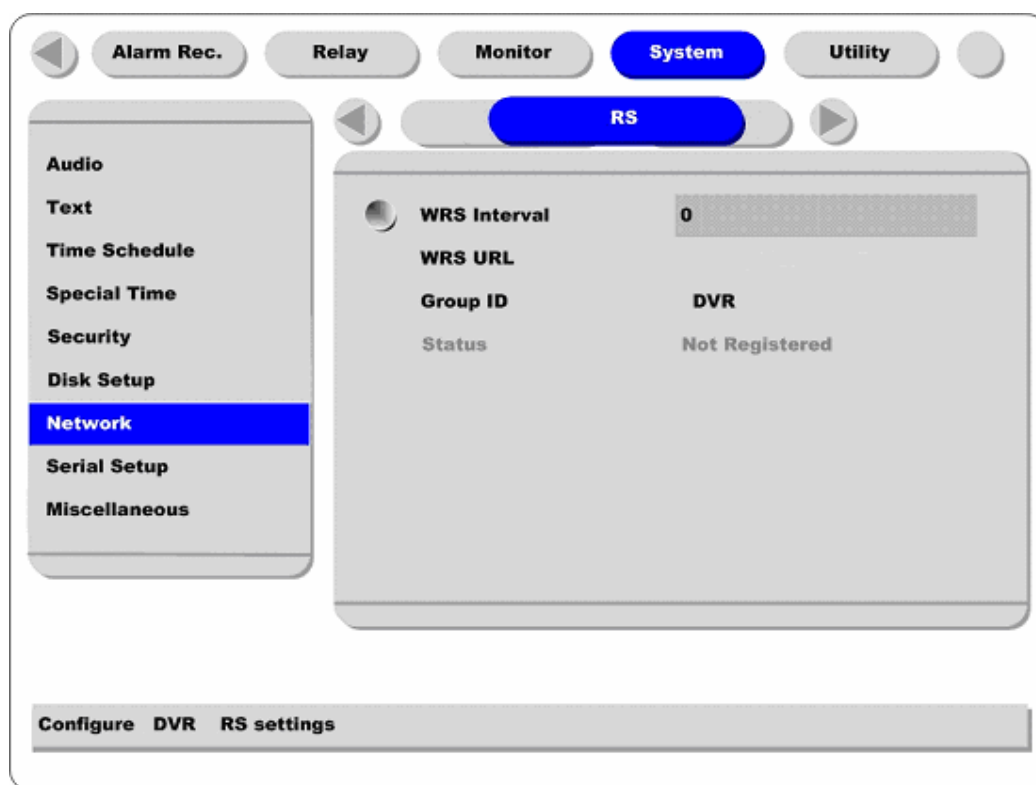 Alarm Rec. Relay Monitor System Utility
RS
Audio
Text
Time Schedule
Special Time
Security
Disk Setup
Network
Serial Setup
Miscellaneous
WRS Interval 0
WRS URL
Group ID DVR
Status Not Registered
Configure DVR RS settings